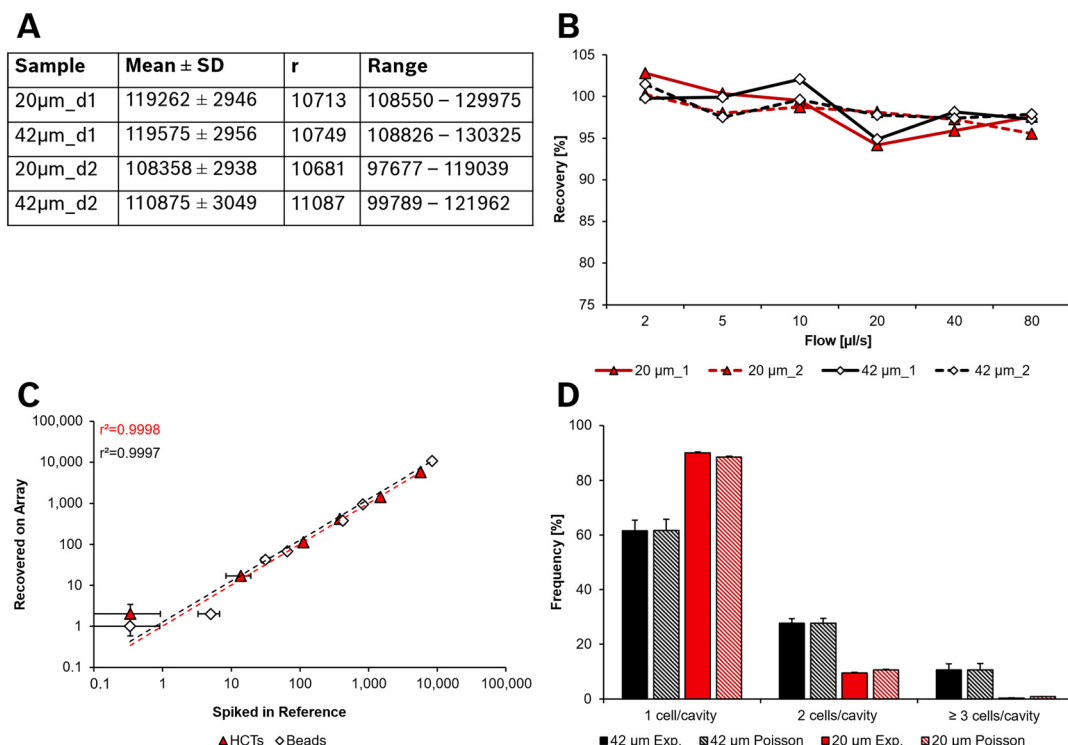 A
Sample Mean ± SD r Range
20µm_d1 119262 ± 2946 10713 108550 – 129975
42µm_d1 119575 ± 2956 10749 108826 – 130325
20µm_d2 108358 ± 2938 10681 97677 – 119039
42µm_d2 110875 ± 3049 11087 99789 – 121962
B
Recovery [%]
105
100
95
90
85
80
75
2 5 10 20 40 80
Flow [µl/s]
20 µm_1 20 µm_2 42 µm_1 42 µm_2
C
r²=0.9998
r²=0.9997
Recovered on Array
100,000
10,000
1,000
100
10
1
0.1
0.1 1 10 100 1,000 10,000 100,000
Spiked in Reference
HCTs Beads
D
Frequency [%]
100
80
60
40
20
0
1 cell/cavity 2 cells/cavity ≥ 3 cells/cavity
42 µm Exp. 42 µm Poisson 20 µm Exp. 20 µm Poisson